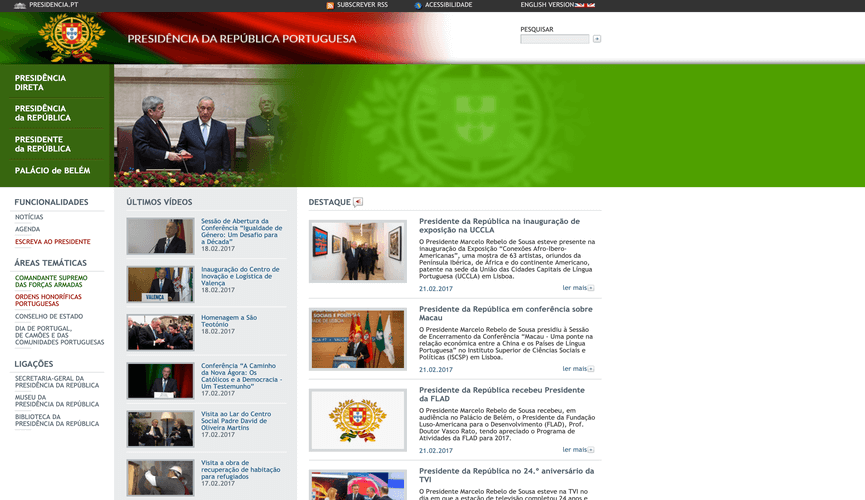 PRESIDENCIA.PT
SUBSCREVER RSS
ACESSIBILIDADE
ENGLISH VERSION
PRESIDÊNCIA DA REPÚBLICA PORTUGUESA
PESQUISAR
PRESIDÊNCIA
DIRETA
PRESIDÊNCIA
da REPÚBLICA
PRESIDENTE
da REPÚBLICA
PALÁCIO de BELÉM
FUNCIONALIDADES
NOTÍCIAS
AGENDA
ESCREVA AO PRESIDENTE
ÁREAS TEMÁTICAS
COMANDANTE SUPREMO
DAS FORÇAS ARMADAS
ORDENS HONORÍFICAS
PORTUGUESAS
CONSELHO DE ESTADO
DIA DE PORTUGAL,
DE CAMÕES E DAS
COMUNIDADES PORTUGUESAS
LIGAÇÕES
SECRETARIA-GERAL DA
PRESIDÊNCIA DA REPÚBLICA
MUSEU DA
PRESIDÊNCIA DA REPÚBLICA
BIBLIOTECA DA
PRESIDÊNCIA DA REPÚBLICA
ÚLTIMOS VÍDEOS
Sessão de Abertura da
Conferência “Igualdade de
Género: Um Desafio para
a Década”
18.02.2017
Inauguração do Centro de
Inovação e Logística de
Valença
18.02.2017
VALENÇA
Homenagem a São
Teotónio
18.02.2017
Conferência “A Caminho
da Nova Ágora: Os
Católicos e a Democracia -
Um Testemunho”
17.02.2017
Visita ao Lar do Centro
Social Padre David de
Oliveira Martins
17.02.2017
Visita a obra de
recuperação de habitação
para refugiados
17.02.2017
DESTAQUE
Presidente da República na inauguração de
exposição na UCCLA
O Presidente Marcelo Rebelo de Sousa esteve presente na
inauguração da Exposição “Conexões Afro-Ibero-
Americanas”, uma mostra de 63 artistas, oriundos da
Península Ibérica, de África e do continente Americano,
patente na sede da União das Cidades Capitais de Língua
Portuguesa (UCCLA) em Lisboa.
21.02.2017
ler mais
Presidente da República em conferência sobre
Macau
O Presidente Marcelo Rebelo de Sousa presidiu à Sessão
de Encerramento da Conferência “Macau - Uma ponte na
relação económica entre a China e os Países de Língua
Portuguesa” no Instituto Superior de Ciências Sociais e
Políticas (ISCSP) em Lisboa.
21.02.2017
ler mais
Presidente da República recebeu Presidente
da FLAD
O Presidente Marcelo Rebelo de Sousa recebeu, em
audiência no Palácio de Belém, o Presidente da Fundação
Luso-Americana para o Desenvolvimento (FLAD), Prof.
Doutor Vasco Rato, tendo apreciado o Programa de
Atividades da FLAD para 2017.
21.02.2017
ler mais
Presidente da República no 24.º aniversário da
TVI
O Presidente Marcelo Rebelo de Sousa esteve na TVI no
dia em que a estação de televisão completou 24 anos e